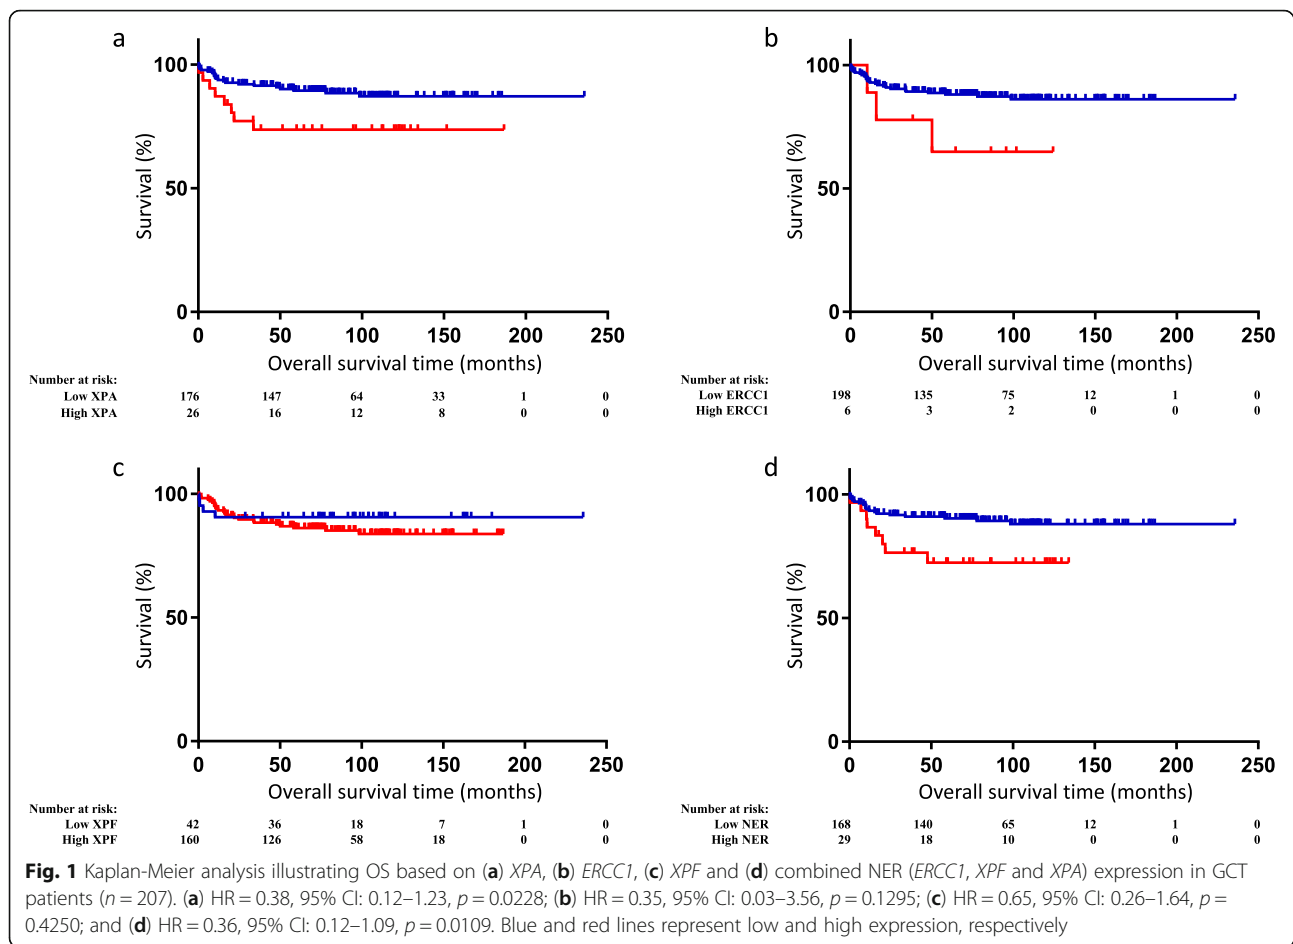 a
100
50
0
Survival (%)
0 50 100 150 200 250
Overall survival time (months)
Number at risk:
Low XPA 176 147 64 33 1 0
High XPA 26 16 12 8 0 0
b
100
50
0
Survival (%)
0 50 100 150 200 250
Overall survival time (months)
Number at risk:
Low ERCC1 198 135 75 12 1 0
High ERCC1 6 3 2 0 0 0
c
100
50
0
Survival (%)
0 50 100 150 200 250
Overall survival time (months)
Number at risk:
Low XPF 42 36 18 7 1 0
High XPF 160 126 58 18 0 0
d
100
50
0
Survival (%)
0 50 100 150 200 250
Overall survival time (months)
Number at risk:
Low NER 168 140 65 12 1 0
High NER 29 18 10 0 0 0
Fig. 1 Kaplan-Meier analysis illustrating OS based on (a) XPA, (b) ERCC1, (c) XPF and (d) combined NER (ERCC1, XPF and XPA) expression in GCT
patients (n = 207). (a) HR = 0.38, 95% CI: 0.12–1.23, p = 0.0228; (b) HR = 0.35, 95% CI: 0.03–3.56, p = 0.1295; (c) HR = 0.65, 95% CI: 0.26–1.64, p =
0.4250; and (d) HR = 0.36, 95% CI: 0.12–1.09, p = 0.0109. Blue and red lines represent low and high expression, respectively